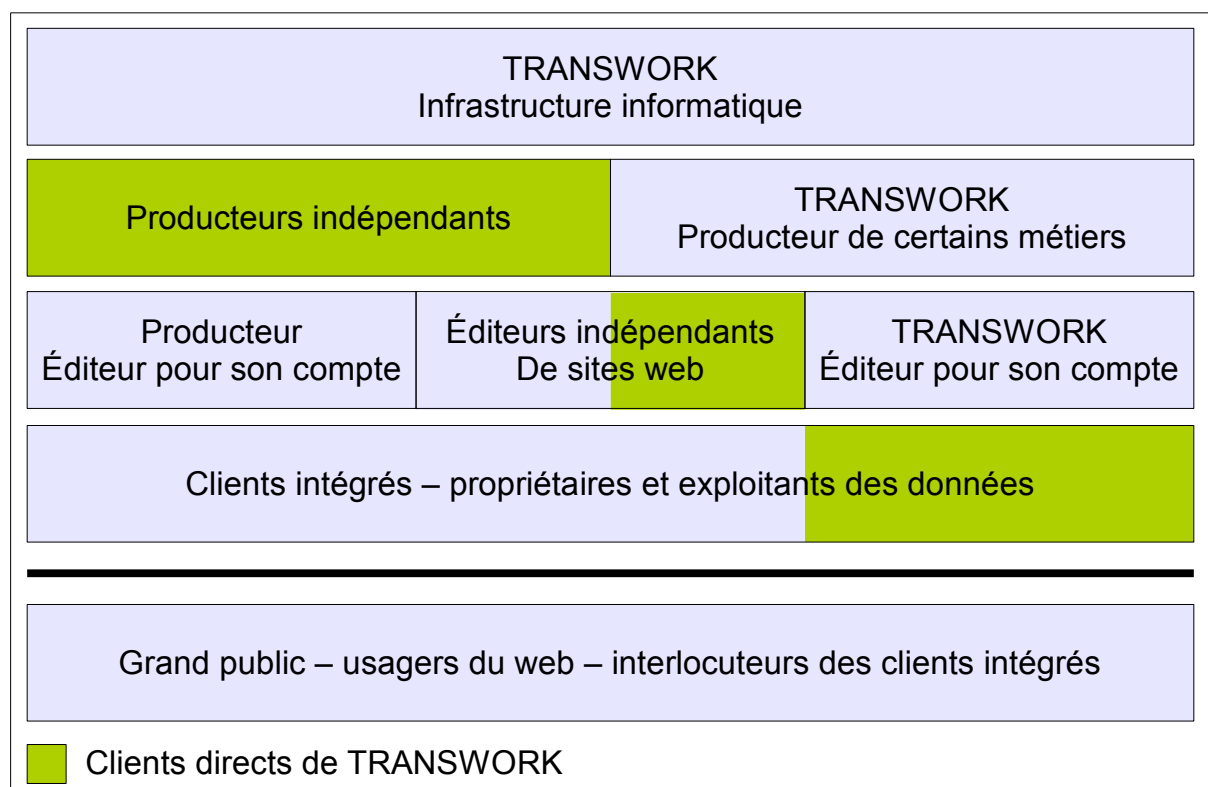 TRANSWORK
Infrastructure informatique
Producteurs indépendants
TRANSWORK
Producteur de certains métiers
Producteur
Éditeur pour son compte
Éditeurs indépendants
De sites web
TRANSWORK
Éditeur pour son compte
Clients intégrés – propriétaires et exploitants des données
Grand public – usagers du web – interlocuteurs des clients intégrés
Clients directs de TRANSWORK